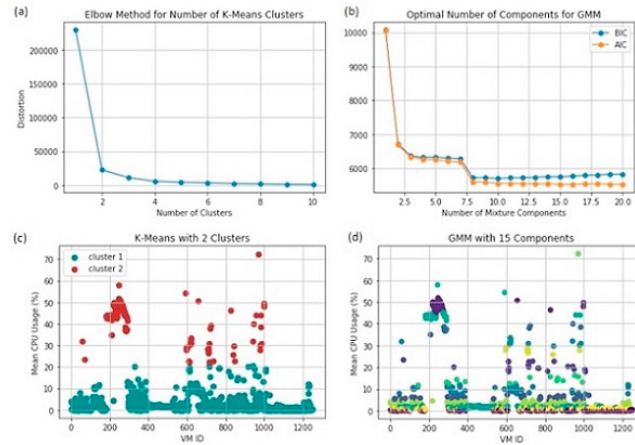 (a)
Elbow Method for Number of K-Means Clusters
200000
150000
100000
50000
0
Distortion
2
4
6
8
10
Number of Clusters
(b)
Optimal Number of Components for GMM
BIC
AIC
10000
9000
8000
7000
6000
2.5
5.0
7.5
10.0
12.5
15.0
17.5
20.0
Number of Mixture Components
(c)
K-Means with 2 Clusters
cluster 1
cluster 2
70
60
50
40
30
20
10
0
Mean CPU Usage (%)
0
200
400
600
800
1000
1200
VM ID
(d)
GMM with 15 Components
70
60
50
40
30
20
10
0
Mean CPU Usage (%)
0
200
400
600
800
1000
1200
VM ID